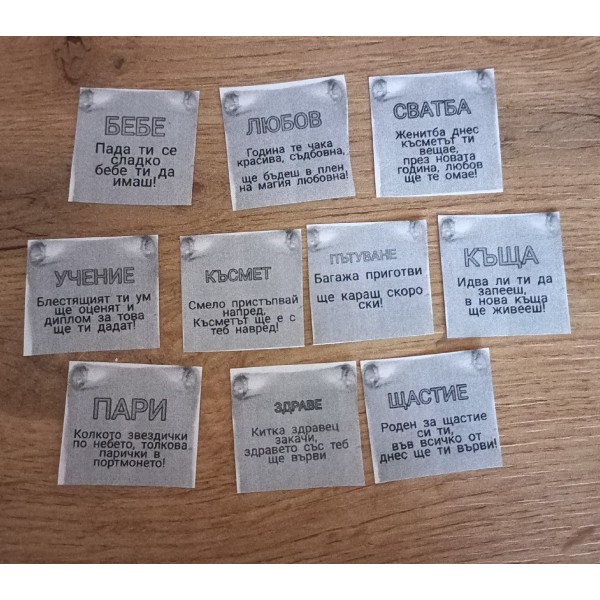 БЕБЕ
Пада ти се
сладко
бебе ти да
имаш!
ЛЮБОВ
Година те чака
красива, съдбовна,
ще бъдеш в плен
на магия любовна!
СВАТБА
Женитба днес
късметът ти
вещае,
през новата
година, любов
ще те омае!
УЧЕНИЕ
Блестящият ти ум
ще оценят и
диплом за това
ще ти дадат!
КЪСМЕТ
Смело пристъпвай
напред,
Късметът ще е с
теб навред!
ПЪТУВАНЕ
Багажа приготви
ще караш скоро
ски!
КЪЩА
Идва ли ти да
запееш,
в нова къща
ще живееш!
ПАРИ
Колкото звездички
по небето, толкова
парички в
портмонето!
ЗДРАВЕ
Китка здравец
закачи,
здравето със теб
ще върви
ЩАСТИЕ
Роден за щастие
си ти,
във всичко от
днес ще ти върви!